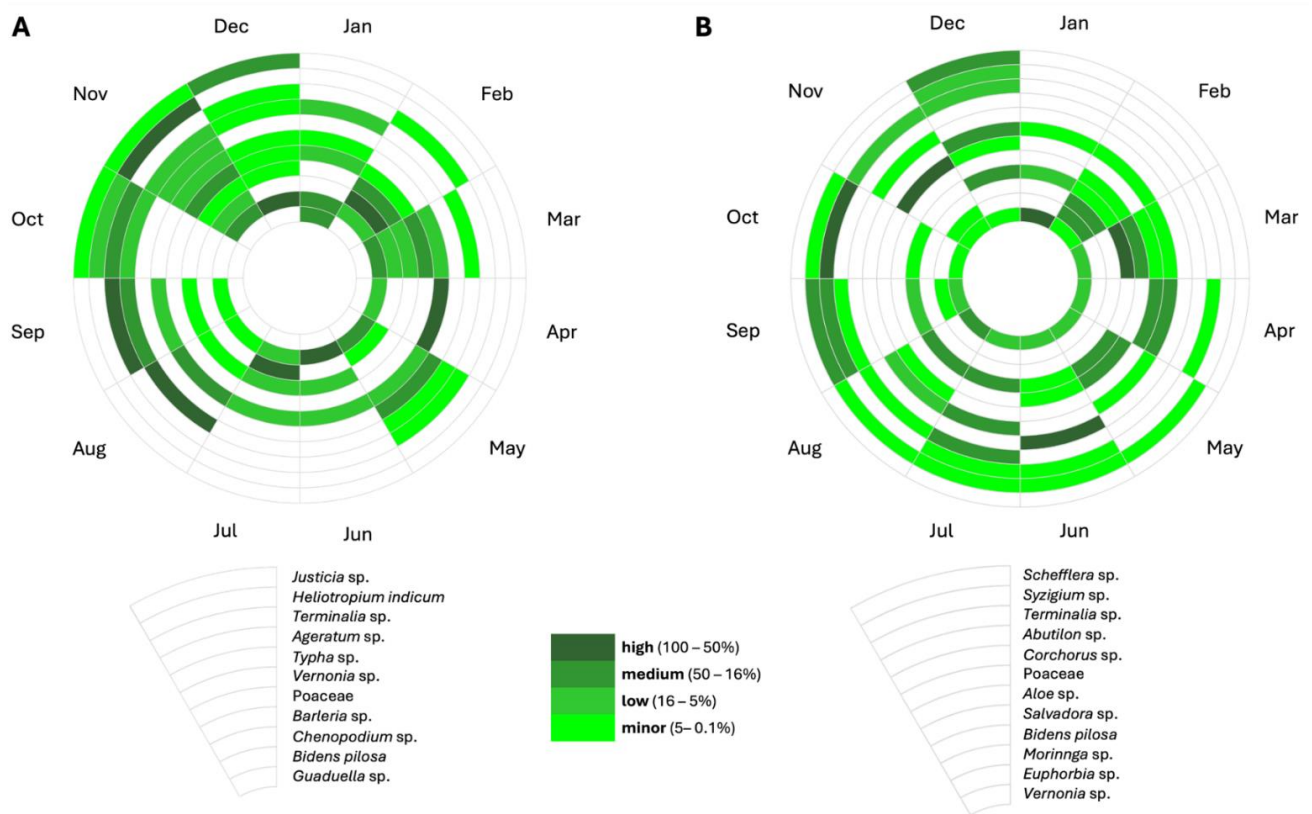 A
B
Dec
Jan
Nov
Feb
Oct
Mar
Sep
Apr
Aug
May
Jul
Jun
Dec
Jan
Nov
Feb
Oct
Mar
Sep
Apr
Aug
May
Jul
Jun
Justicia sp.
Heliotropium indicum
Terminalia sp.
Ageratum sp.
Typha sp.
Vernonia sp.
Poaceae
Barleria sp.
Chenopodium sp.
Bidens pilosa
Guaduella sp.
high (100 – 50%)
medium (50 – 16%)
low (16 – 5%)
minor (5– 0.1%)
Schefflera sp.
Syzigium sp.
Terminalia sp.
Abutilon sp.
Corchorus sp.
Poaceae
Aloe sp.
Salvadora sp.
Bidens pilosa
Morinnga sp.
Euphorbia sp.
Vernonia sp.